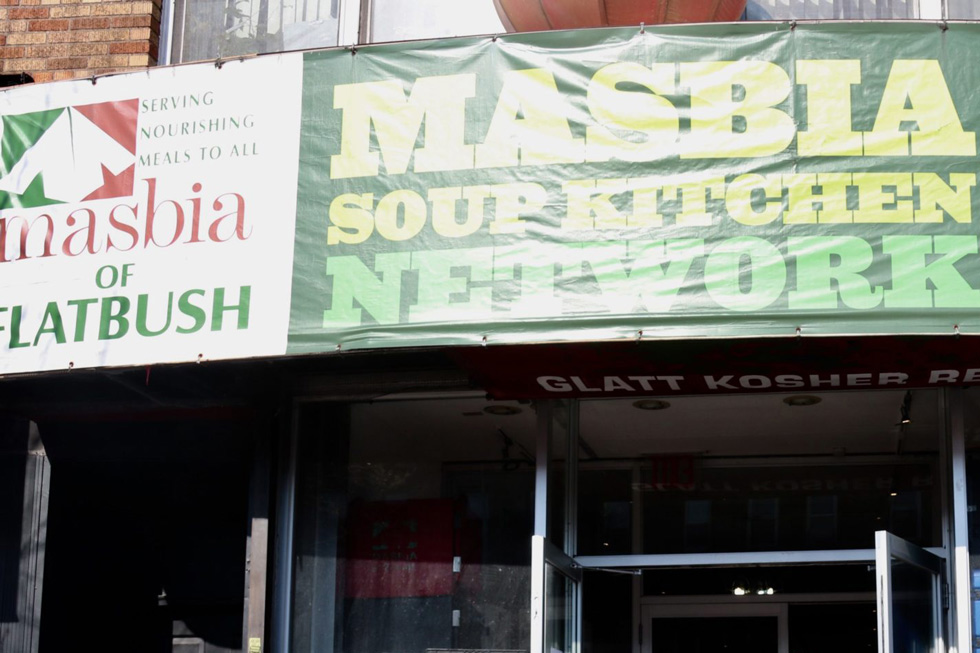 SERVING
NOURISHING
MEALS TO ALL
masbia
OF
FLATBUSH
MASBIA
SOUP KITCHEN
NETWORK
GLATT KOSHER